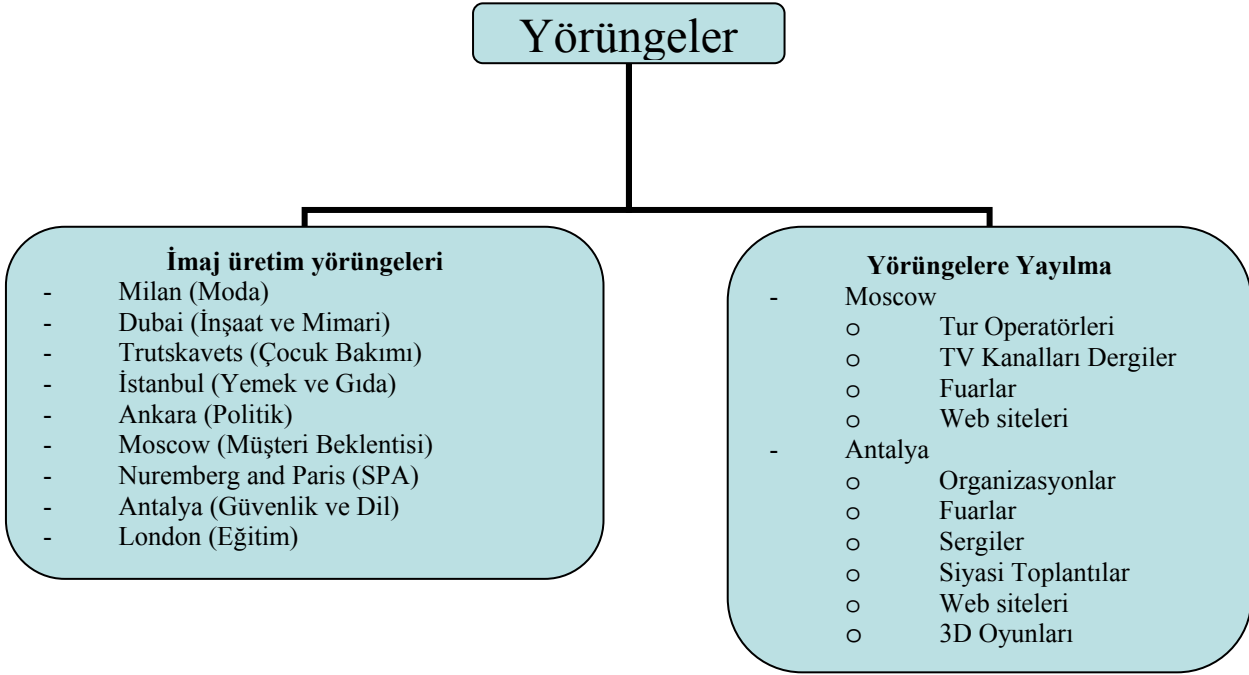 Yörüngeler
İmaj üretim yörüngeleri
- Milan (Moda)
- Dubai (İnşaat ve Mimari)
- Trutskavets (Çocuk Bakımı)
- İstanbul (Yemek ve Gıda)
- Ankara (Politik)
- Moscow (Müşteri Beklentisi)
- Nuremberg and Paris (SPA)
- Antalya (Güvenlik ve Dil)
- London (Eğitim)
Yörüngelere Yayılma
- Moscow
o Tur Operatörleri
o TV Kanalları Dergiler
o Fuarlar
o Web siteleri
- Antalya
o Organizasyonlar
o Fuarlar
o Sergiler
o Siyasi Toplantılar
o Web siteleri
o 3D Oyunları